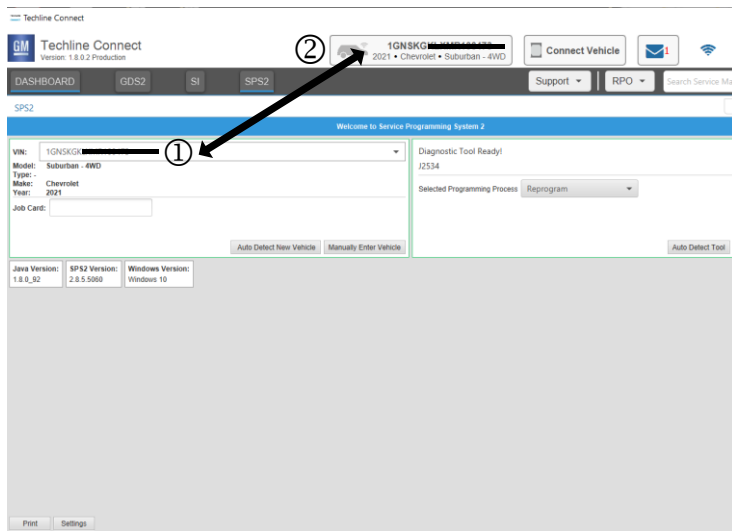 Techline Connect
GM
Techline Connect
Version: 1.8.0.2 Production
②
1GNSKGK
2021 • Chevrolet • Suburban - 4WD
Connect Vehicle
1
DASHBOARD GDS2 SI SPS2
Support
RPO
Search Service Ma
SPS2
Welcome to Service Programming System 2
VIN: 1GNSKGK
①
Model: Suburban - 4WD
Type: -
Make: Chevrolet
Year: 2021
Job Card:
Auto Detect New Vehicle Manually Enter Vehicle
Diagnostic Tool Ready!
J2534
Selected Programming Process Reprogram
Auto Detect Tool
Java Version: SPS2 Version: Windows Version:
1.8.0_92 2.8.5.5060 Windows 10
Print Settings